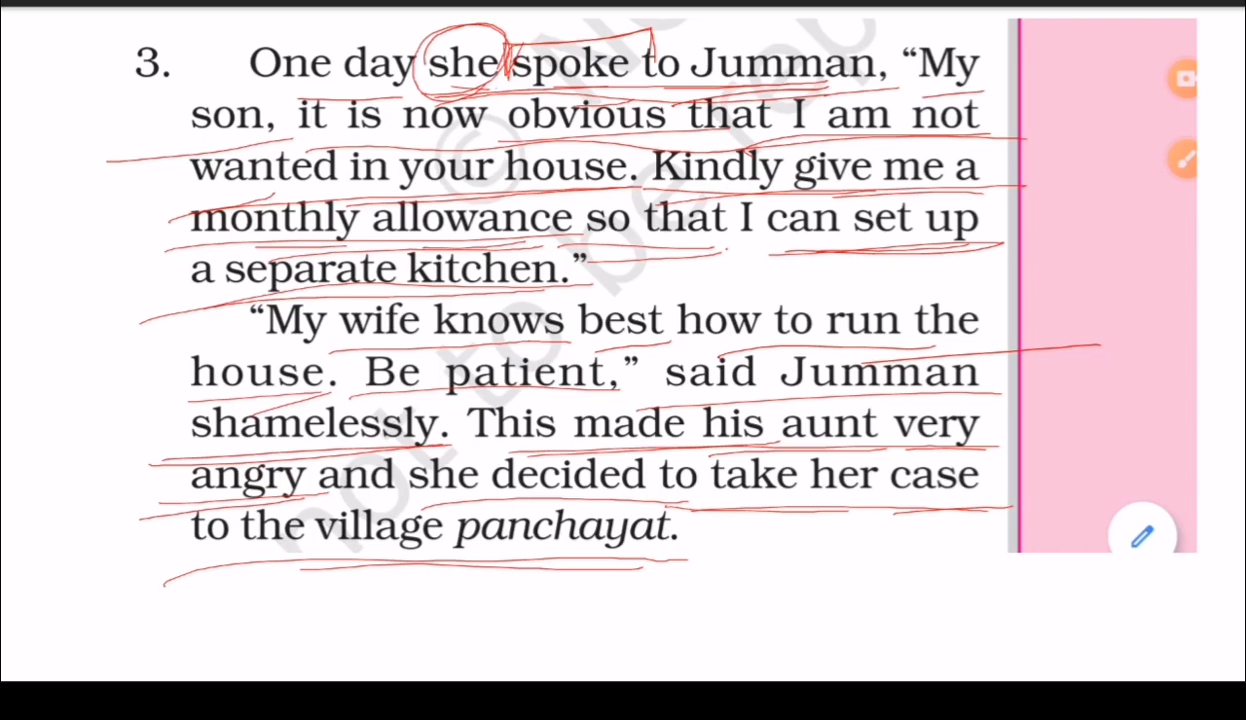 3. One day she spoke to Jumman, “My
son, it is now obvious that I am not
wanted in your house. Kindly give me a
monthly allowance so that I can set up
a separate kitchen.”
“My wife knows best how to run the
house. Be patient,” said Jumman
shamelessly. This made his aunt very
angry and she decided to take her case
to the village panchayat.